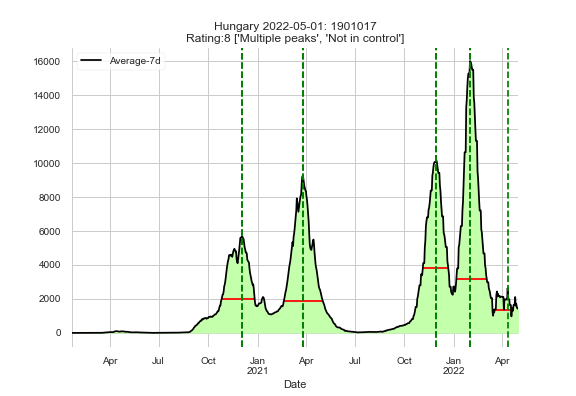 Hungary 2022-05-01: 1901017
Rating:8 ['Multiple peaks', 'Not in control']
Average-7d
16000
14000
12000
10000
8000
6000
4000
2000
0
Apr Jul Oct Jan Apr Jul Oct Jan Apr
2021 2022
Date